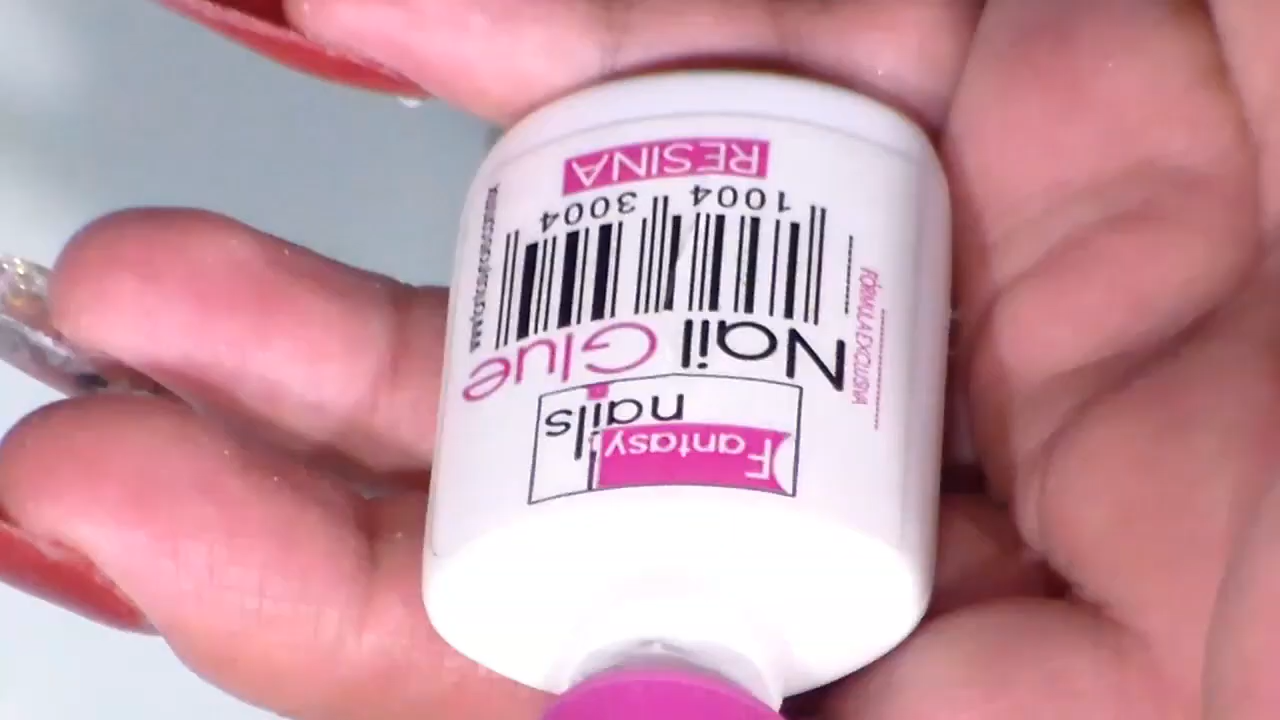 Fantasy
nails
Nail Glue
1004 3004
RESINA
FÓRMULA EXCLUSIVA